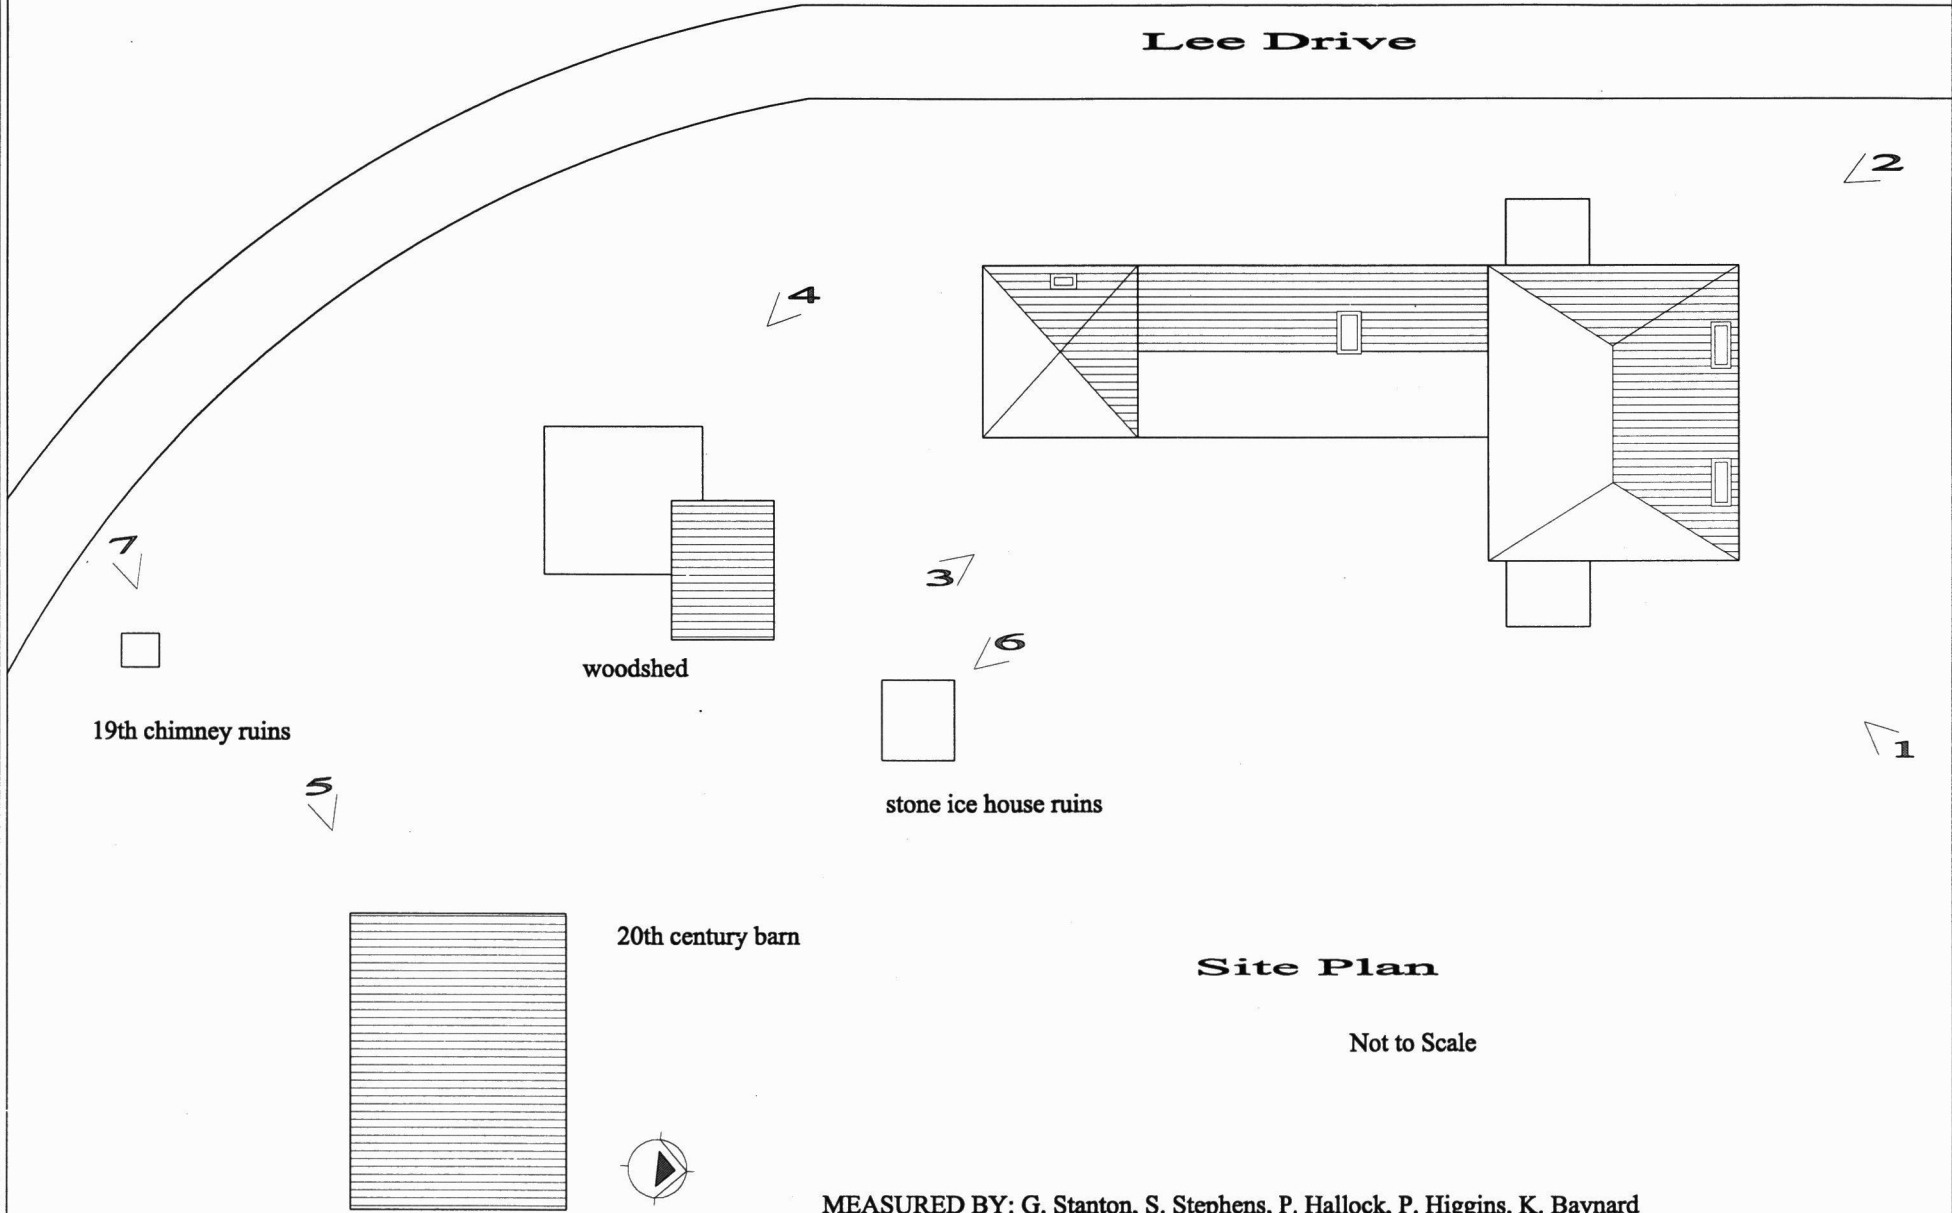 Lee Drive
2
4
7
3
6
woodshed
19th chimney ruins
1
5
stone ice house ruins
20th century barn
Site Plan
Not to Scale
MEASURED BY: G. Stanton, S. Stephens, P. Hallock, P. Higgins, K. Baynard